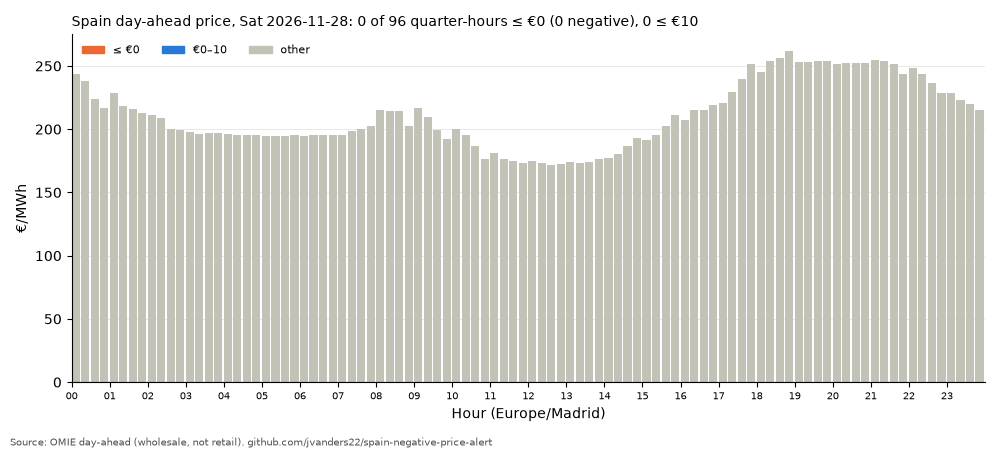 Spain day-ahead price, Sat 2026-11-28: 0 of 96 quarter-hours ≤ €0 (0 negative), 0 ≤ €10
≤ €0 €0–10 other
250
200
150
100
50
0
€/MWh
00 01 02 03 04 05 06 07 08 09 10 11 12 13 14 15 16 17 18 19 20 21 22 23
Hour (Europe/Madrid)
Source: OMIE day-ahead (wholesale, not retail). github.com/jvanders22/spain-negative-price-alert